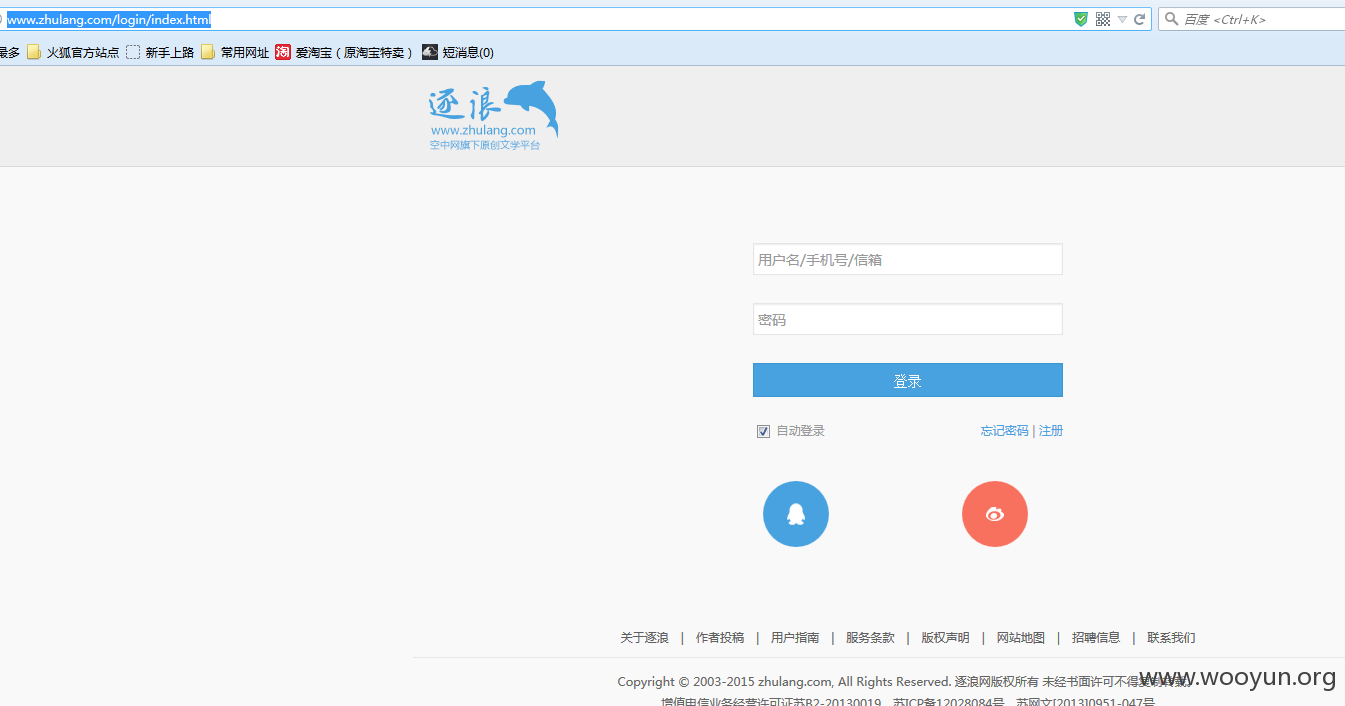 www.zhulang.com/login/index.html
百度 <Ctrl+K>
最多 火狐官方站点 新手上路 常用网址 淘 爱淘宝（原淘宝特卖） 短消息(0)
逐浪
www.zhulang.com
空中网旗下原创文学平台
用户名/手机号/信箱
密码
登录
自动登录 忘记密码 | 注册
关于逐浪 | 作者投稿 | 用户指南 | 服务条款 | 版权声明 | 网站地图 | 招聘信息 | 联系我们
Copyright © 2003-2015 zhulang.com, All Rights Reserved. 逐浪网版权所有 未经书面许可不得复制转载。
www.wooyun.org
增值电信业务经营许可证苏B2-20130019 苏ICP备12028084号 苏网文[2013]0951-047号